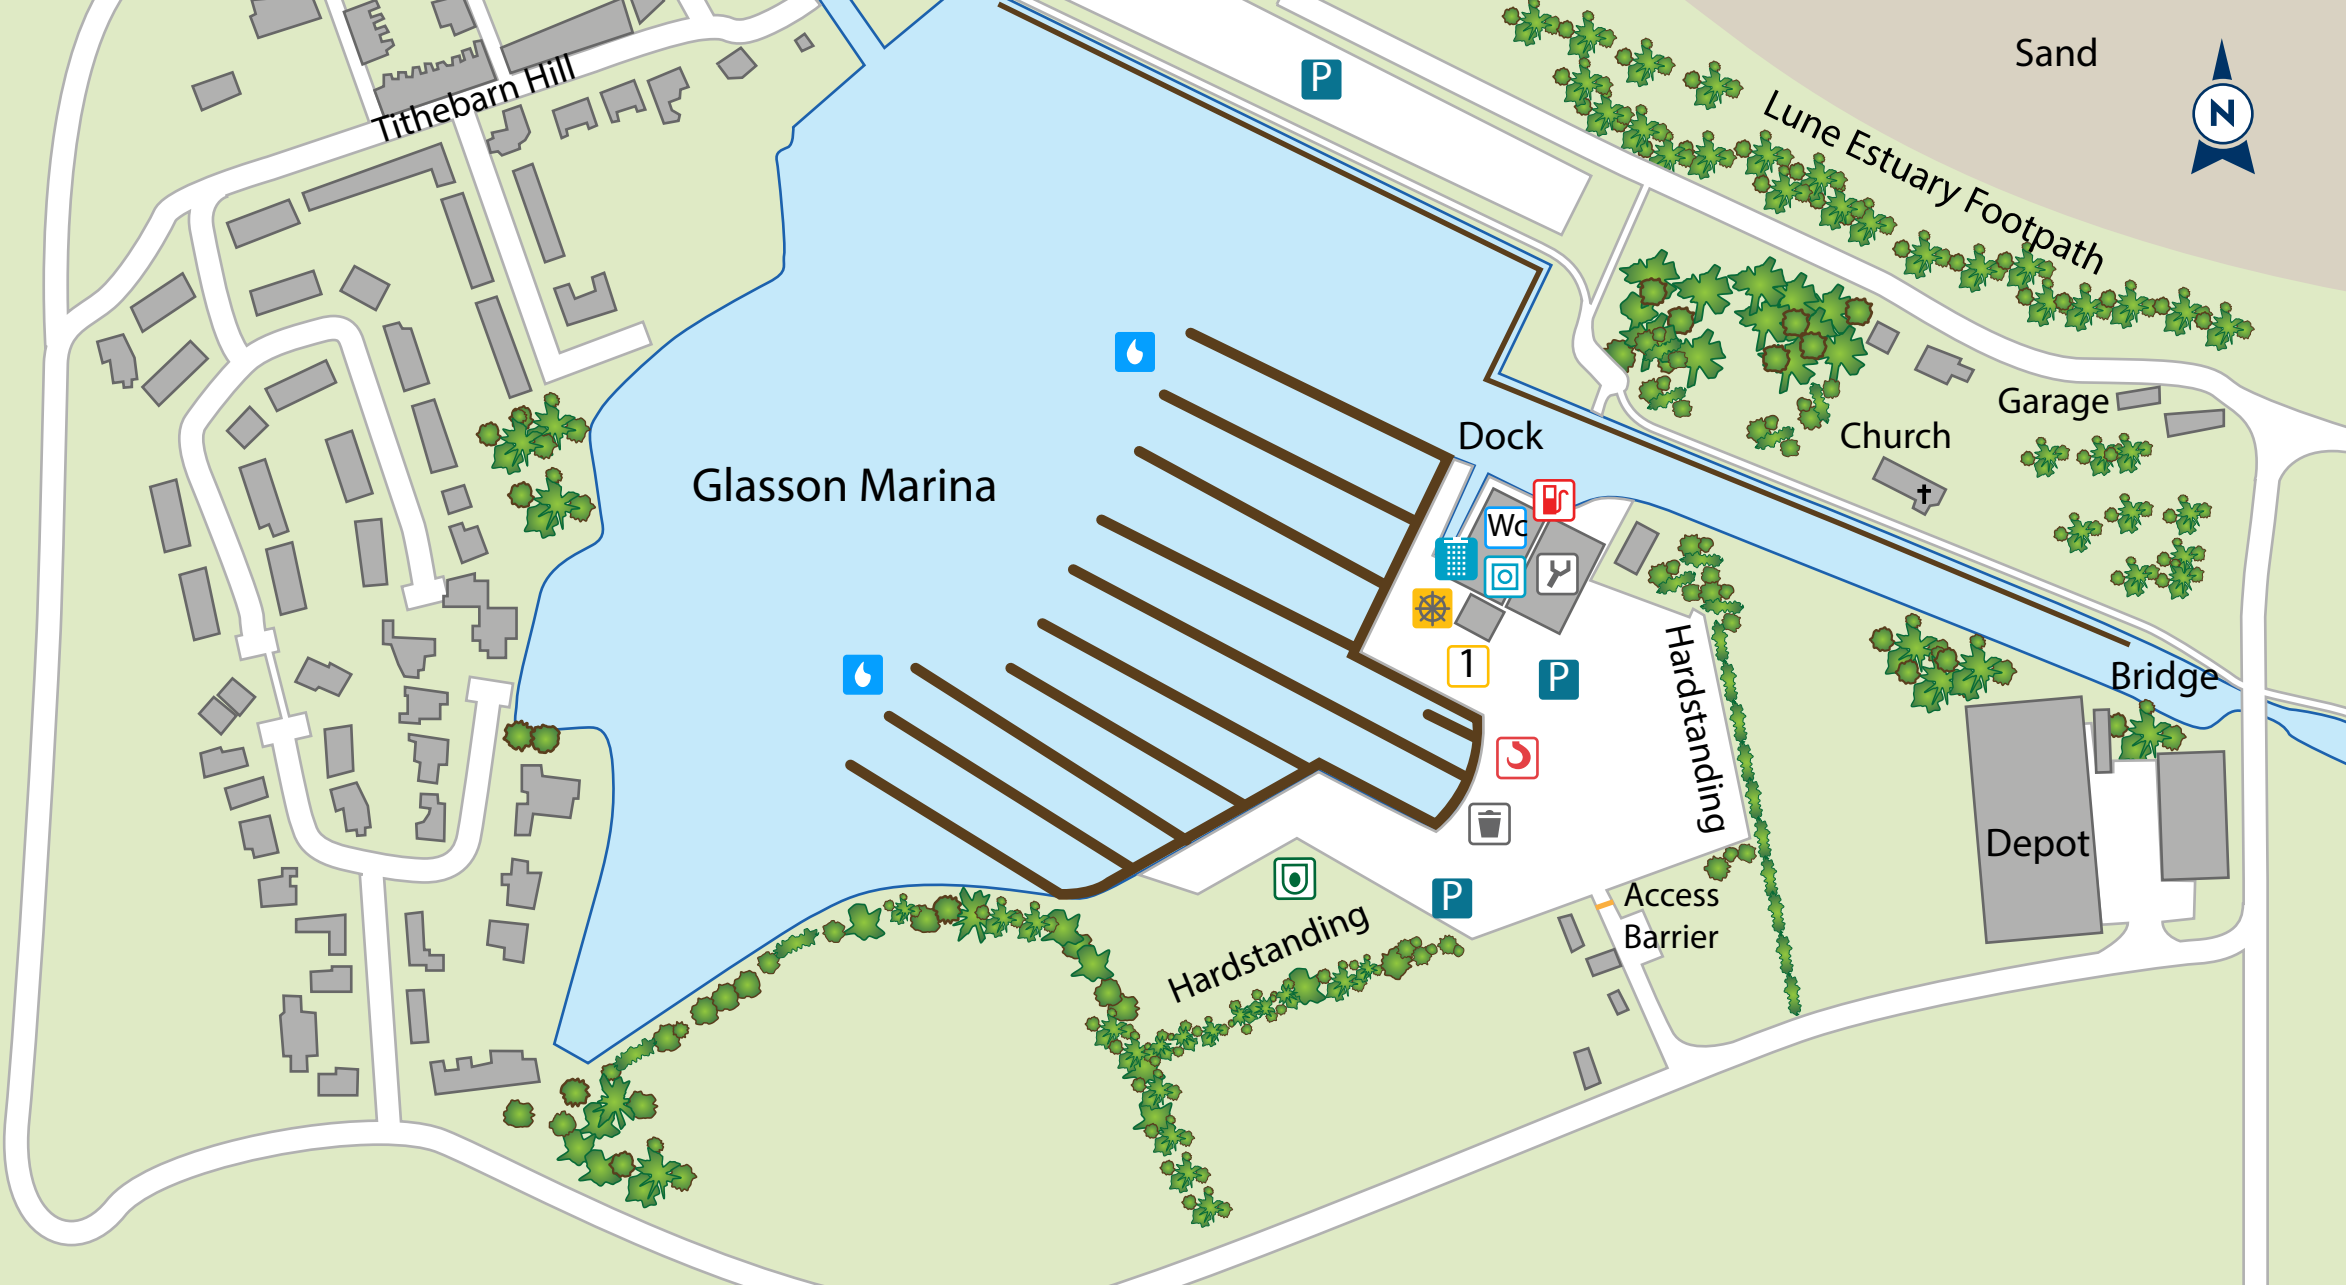 Sand
N
P
Tithebarn Hill
Lune Estuary Footpath
Garage
Dock
Church
Glasson Marina
Wc
1
P
Bridge
Hardstanding
Depot
P
Access
Barrier
Hardstanding